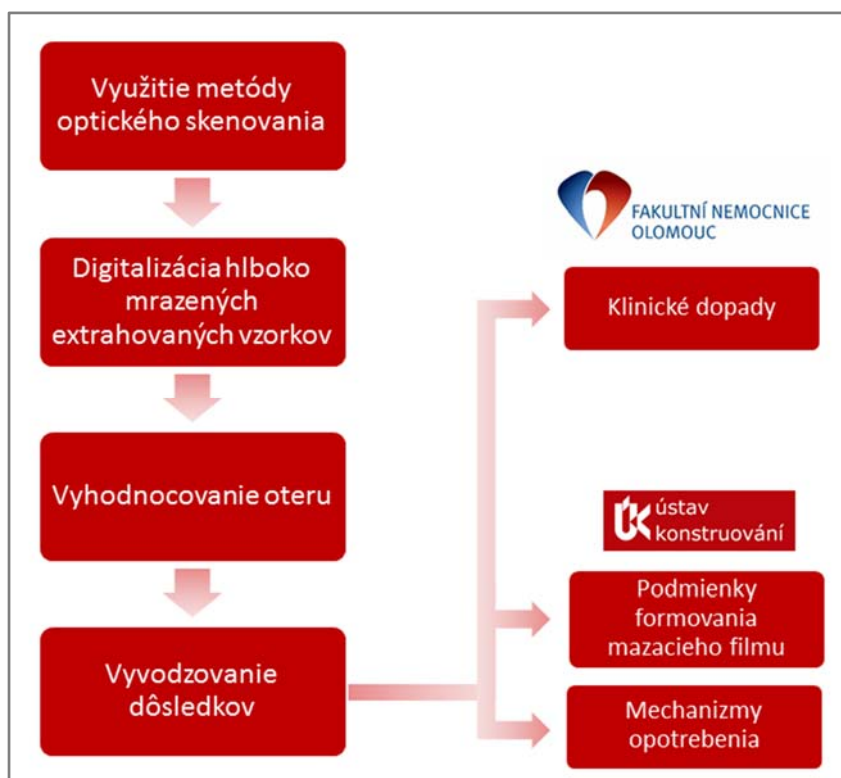 Využitie metódy
optického skenovania
Digitalizácia hlboko
mrazených
extrahovaných vzorkov
Vyhodnocovanie oteru
Vyvodzovanie
dôsledkov
FAKULTNÍ NEMOCNICE
OLOMOUC
Klinické dopady
ÚK ústav
konstruování
Podmienky
formovania
mazacieho filmu
Mechanizmy
opotrebenia